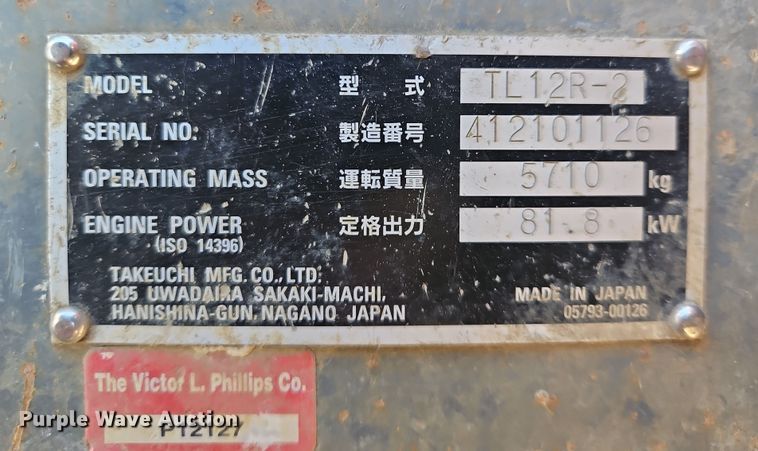 MODEL 型式 TL12R-2
SERIAL NO. 製造番号 412101126
OPERATING MASS 運転質量 5710 kg
ENGINE POWER 定格出力 81.8 kW
(ISO 14396)
TAKEUCHI MFG. CO., LTD.
205 UWADAIRA SAKAKI-MACHI,
HANISHINA-GUN, NAGANO JAPAN
MADE IN JAPAN
05793-00126
The Victor L. Phillips Co.
Purple Wave Auction
PT2127